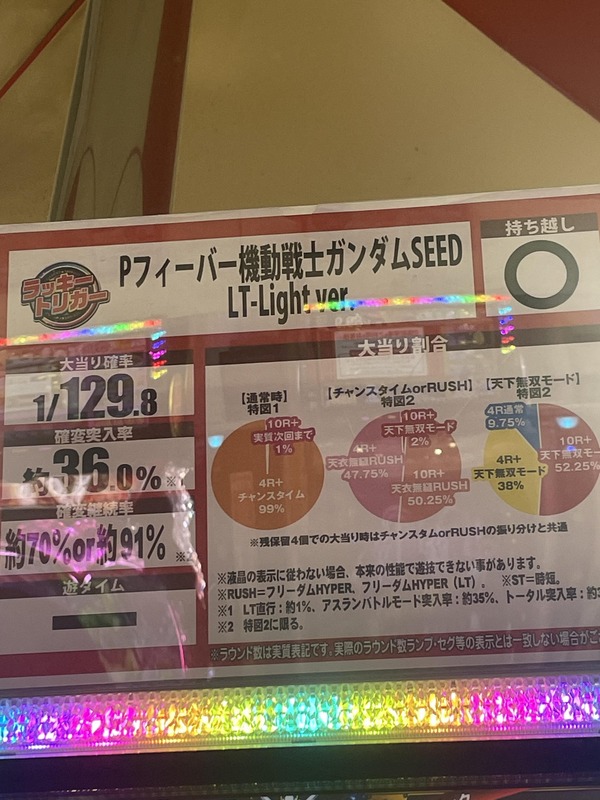 ラッキー
トリガー
Pフィーバー機動戦士ガンダムSEED
LT-Light ver.
持ち越し
大当り確率
1/129.8
確変突入率
約36.0%※1
確変継続率
約70%or約91%※2
遊タイム
大当り割合
【通常時】
特図1
10R+
実質次回まで
1%
4R+
チャンスタイム
99%
【チャンスタイムorRUSH】
特図2
10R+
天下無双モード
2%
4R+
天衣無縫RUSH
47.75%
10R+
天衣無縫RUSH
50.25%
【天下無双モード】
特図2
4R通常
9.75%
4R+
天下無双モード
38%
10R+
天下無双モー
52.25%
※残保留4個での大当り時はチャンスタムorRUSHの振り分けと共通
※液晶の表示に従わない場合、本来の性能で遊技できない事があります。
※RUSH=フリーダムHYPER、フリーダムHYPER（LT）。 ※ST=時短。
※1 LT直行：約1%、アスランバトルモード突入率：約35%、トータル突入率：約3
※2 特図2に限る。
※ラウンド数は実質表記です。実際のラウンド数ランプ・セグ等の表示とは一致しない場合がご